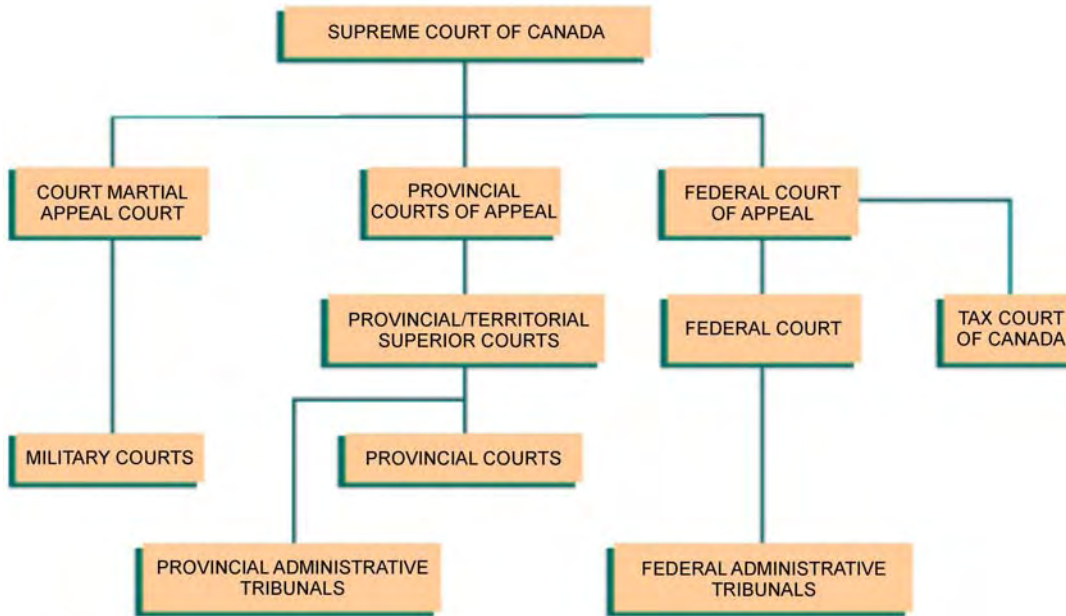 SUPREME COURT OF CANADA
COURT MARTIAL
APPEAL COURT
PROVINCIAL
COURTS OF APPEAL
FEDERAL COURT
OF APPEAL
PROVINCIAL/TERRITORIAL
SUPERIOR COURTS
FEDERAL COURT
TAX COURT
OF CANADA
MILITARY COURTS
PROVINCIAL COURTS
PROVINCIAL ADMINISTRATIVE
TRIBUNALS
FEDERAL ADMINISTRATIVE
TRIBUNALS